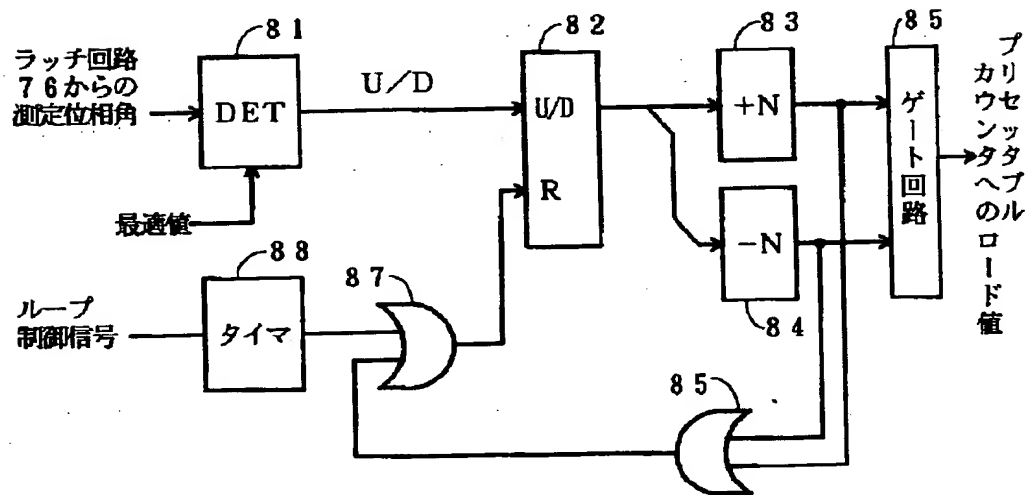 81
ラッチ回路
76からの
測定位相角
DET
最適値
U/D
82
U/D
R
83
+N
−N
84
85
ゲート回路
プリセッタブル
カウンタへのロード値
88
ループ
制御信号
タイマ
87
85